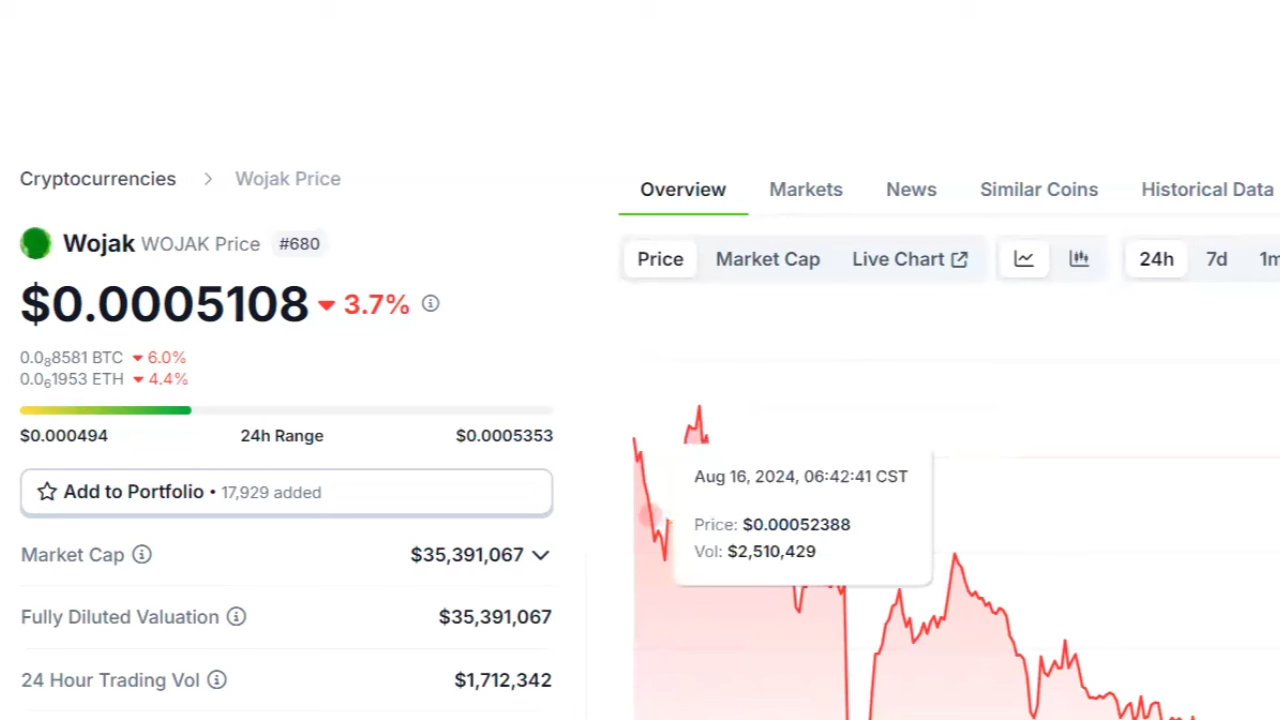 Cryptocurrencies > Wojak Price
Wojak WOJAK Price #680
$0.0005108 3.7%
0.0₈8581 BTC 6.0%
0.0₆1953 ETH 4.4%
$0.000494 24h Range $0.0005353
Add to Portfolio • 17,929 added
Market Cap $35,391,067
Fully Diluted Valuation $35,391,067
24 Hour Trading Vol $1,712,342
Overview Markets News Similar Coins Historical Data
Price Market Cap Live Chart 24h 7d 1m
Aug 16, 2024, 06:42:41 CST
Price: $0.00052388
Vol: $2,510,429